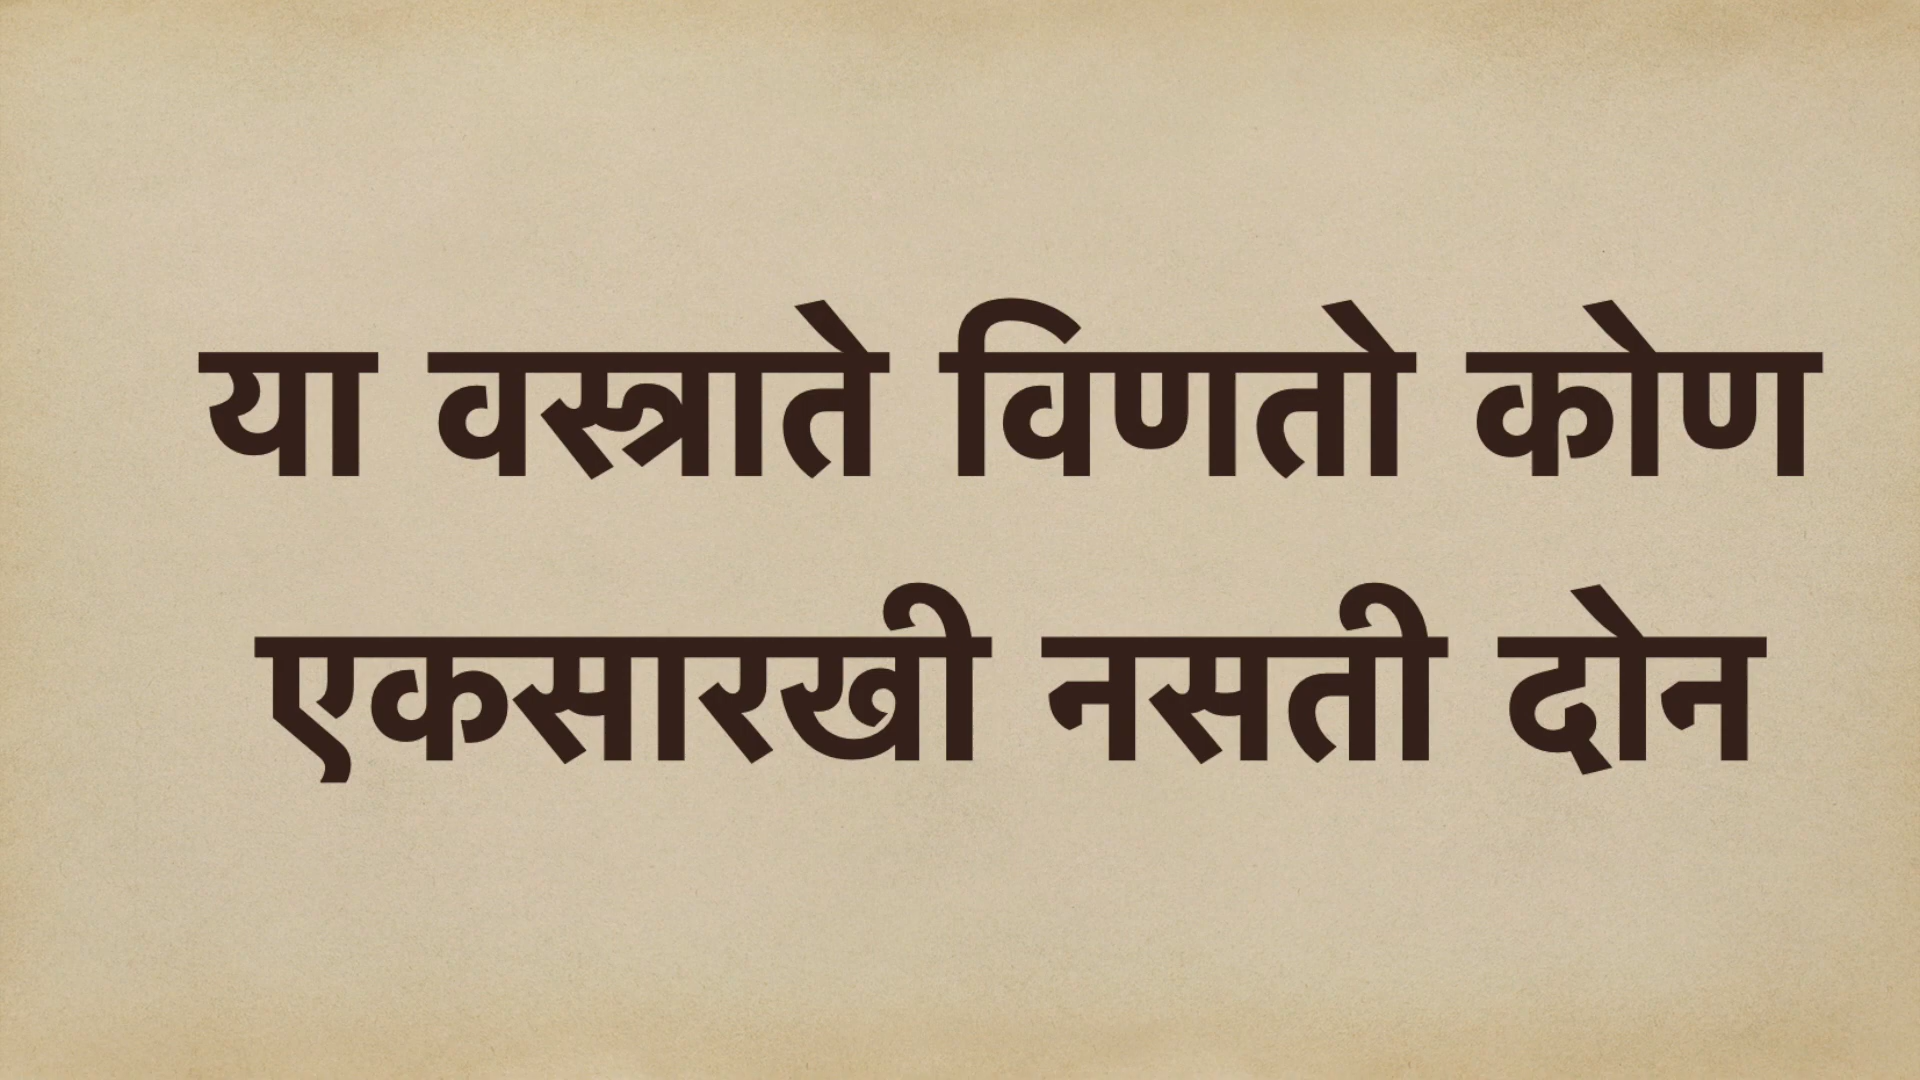 या वस्त्राते विणतो कोण
एकसारखी नसती दोन